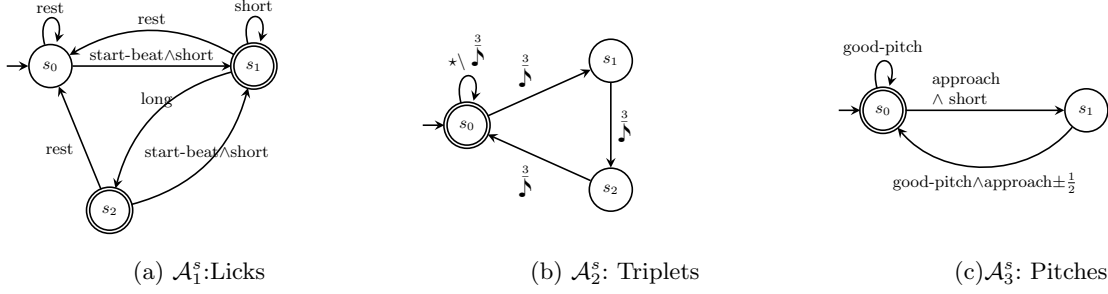 rest
short
rest
start-beat∧short
s₀
s₁
long
rest
start-beat∧short
s₂
(a) 𝒜₁ˢ:Licks
⋆\ 3♪
3♪
s₀
s₁
3♪
3♪
s₂
(b) 𝒜₂ˢ: Triplets
good-pitch
approach
∧ short
s₀
s₁
good-pitch∧approach±½
(c)𝒜₃ˢ: Pitches